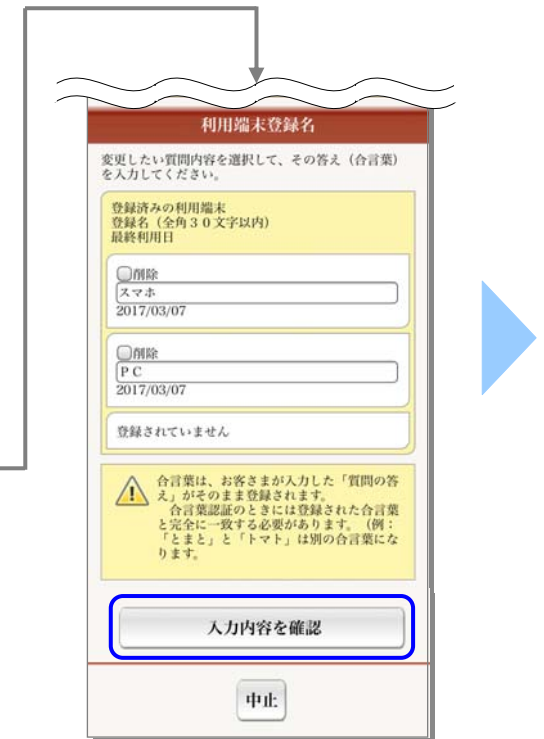 利用端末登録名
変更したい質問内容を選択して、その答え（合言葉）
を入力してください。
登録済みの利用端末
登録名（全角３０文字以内）
最終利用日
削除
スマホ
2017/03/07
削除
ＰＣ
2017/03/07
登録されていません
合言葉は、お客さまが入力した「質問の答
え」がそのまま登録されます。
合言葉認証のときには登録された合言葉
と完全に一致する必要があります。（例：
「とまと」と「トマト」は別の合言葉にな
ります。
入力内容を確認
中止